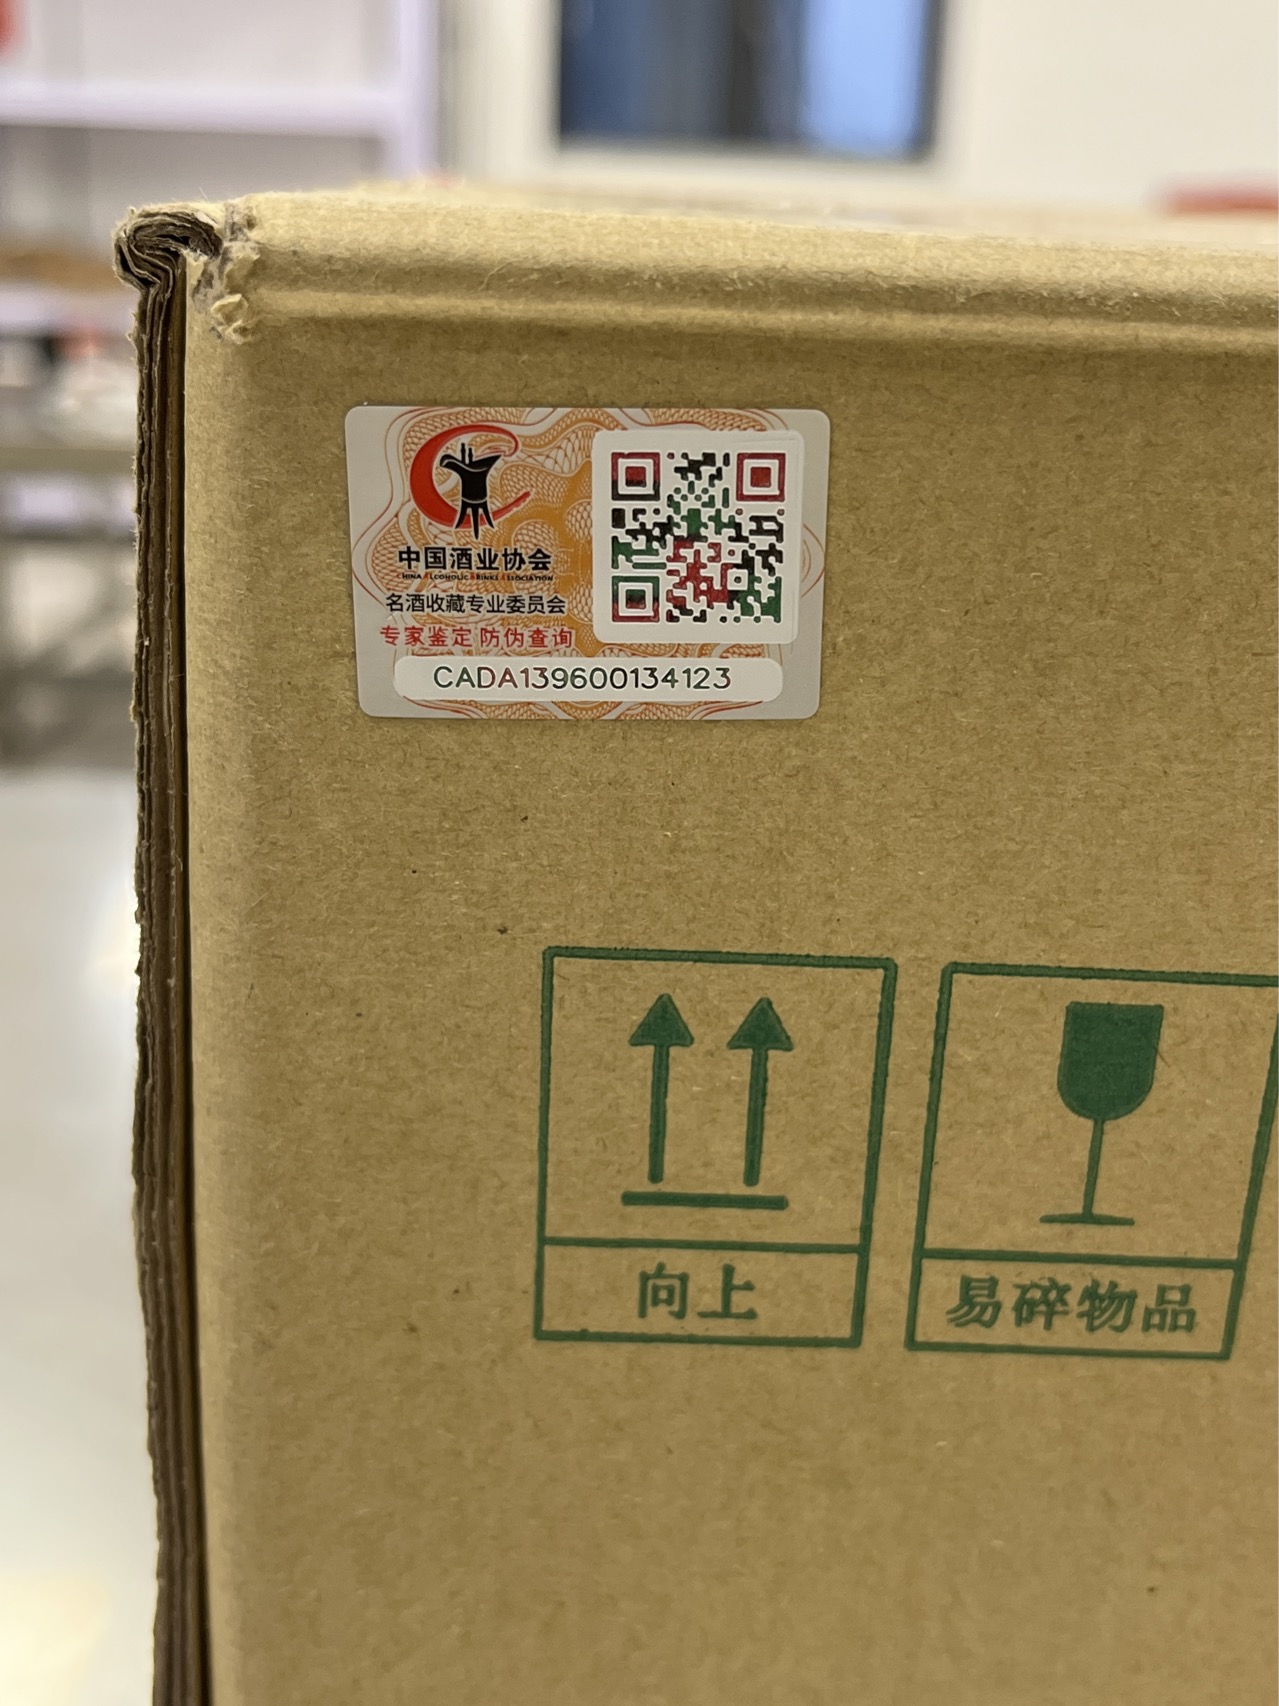 中国酒业协会
CHINA ALCOHOLIC DRINKS ASSOCIATION
名酒收藏专业委员会
专家鉴定 防伪查询
CADA139600134123
向上
易碎物品